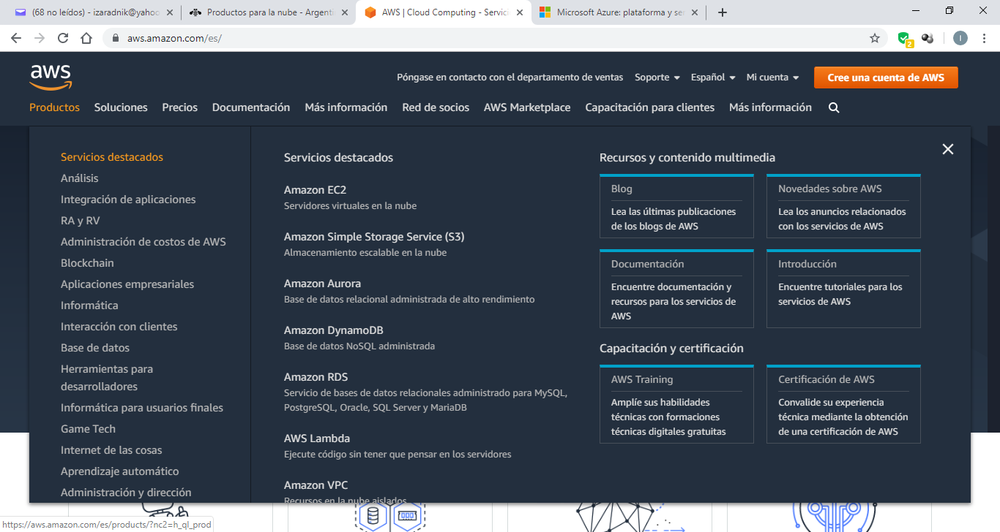 (68 no leídos) - izaradnik@yahoo
Productos para la nube - Argenti
AWS | Cloud Computing - Servici
Microsoft Azure: plataforma y se
aws.amazon.com/es/
2
I
aws
Póngase en contacto con el departamento de ventas
Soporte
Español
Mi cuenta
Cree una cuenta de AWS
Productos
Soluciones
Precios
Documentación
Más información
Red de socios
AWS Marketplace
Capacitación para clientes
Más información
Servicios destacados
Análisis
Integración de aplicaciones
RA y RV
Administración de costos de AWS
Blockchain
Aplicaciones empresariales
Informática
Interacción con clientes
Base de datos
Herramientas para
desarrolladores
Informática para usuarios finales
Game Tech
Internet de las cosas
Aprendizaje automático
Administración y dirección
Servicios destacados
Amazon EC2
Servidores virtuales en la nube
Amazon Simple Storage Service (S3)
Almacenamiento escalable en la nube
Amazon Aurora
Base de datos relacional administrada de alto rendimiento
Amazon DynamoDB
Base de datos NoSQL administrada
Amazon RDS
Servicio de bases de datos relacionales administrado para MySQL,
PostgreSQL, Oracle, SQL Server y MariaDB
AWS Lambda
Ejecute código sin tener que pensar en los servidores
Amazon VPC
Recursos en la nube aislados
Recursos y contenido multimedia
Blog
Lea las últimas publicaciones
de los blogs de AWS
Novedades sobre AWS
Lea los anuncios relacionados
con los servicios de AWS
Documentación
Encuentre documentación y
recursos para los servicios de
AWS
Introducción
Encuentre tutoriales para los
servicios de AWS
Capacitación y certificación
AWS Training
Amplíe sus habilidades
técnicas con formaciones
técnicas digitales gratuitas
Certificación de AWS
Convalide su experiencia
técnica mediante la obtención
de una certificación de AWS
https://aws.amazon.com/es/products/?nc2=h_ql_prod